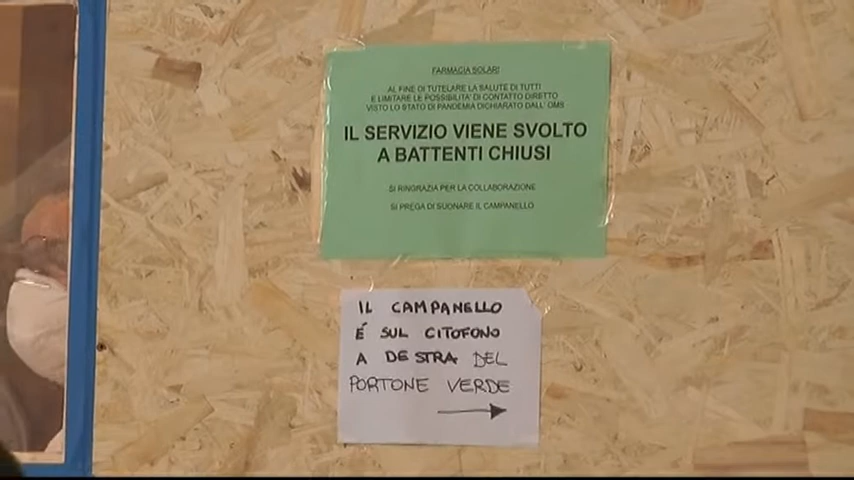 FARMACIA SOLARI
AL FINE DI TUTELARE LA SALUTE DI TUTTI
E LIMITARE LE POSSIBILITA' DI CONTATTO DIRETTO
VISTO LO STATO DI PANDEMIA DICHIARATO DALL' OMS
IL SERVIZIO VIENE SVOLTO
A BATTENTI CHIUSI
SI RINGRAZIA PER LA COLLABORAZIONE
SI PREGA DI SUONARE IL CAMPANELLO
IL CAMPANELLO
É SUL CITOFONO
A DESTRA DEL
PORTONE VERDE